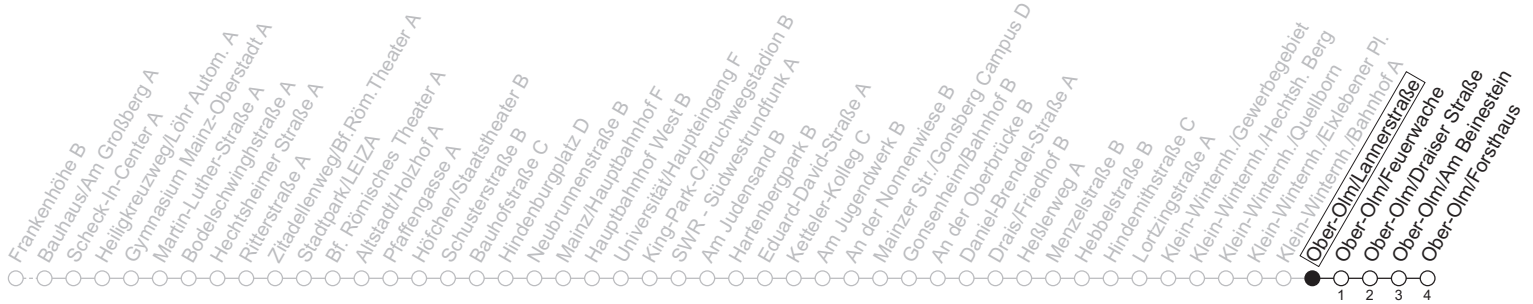 Frankenhöhe B
Bauhaus/Am Großberg A
Scheck-In-Center A
Heiligkreuzweg/Löhr Autom. A
Gymnasium Mainz-Oberstadt A
Martin-Luther-Straße A
Bodelschwinghstraße A
Hechtsheimer Straße A
Ritterstraße A
Zitadellenweg/Bf.Röm.Theater A
Stadtpark/LEIZA
Bf. Römisches Theater A
Altstadt/Holzhof A
Pfaffengasse A
Höfchen/Staatstheater B
Schusterstraße B
Bauhofstraße C
Hindenburgplatz D
Neubrunnenstraße B
Mainz/Hauptbahnhof F
Hauptbahnhof West B
Universität/Haupteingang F
King-Park-C/Bruchwegstadion B
SWR - Südwestrundfunk A
Am Judensand B
Hartenbergpark B
Eduard-David-Straße A
Ketteler-Kolleg C
Am Jugendwerk B
An der Nonnenwiese B
Mainzer Str./Gonsberg Campus D
Gonsenheim/Bahnhof B
An der Oberbrücke B
Daniel-Brendel-Straße A
Drais/Friedhof B
Heßlerweg A
Menzelstraße B
Hebbelstraße B
Hindemithstraße C
Lortzingstraße A
Klein-Winternh./Gewerbegebiet
Klein-Winternh./Hechtsh. Berg
Klein-Winternh./Quellborn
Klein-Winternh./Exlebener Pl.
Klein-Winternh./Bahnhof A
Ober-Olm/Lannerstraße
Ober-Olm/Feuerwache
Ober-Olm/Draiser Straße
Ober-Olm/Am Beinestein
Ober-Olm/Forsthaus
1 2 3 4